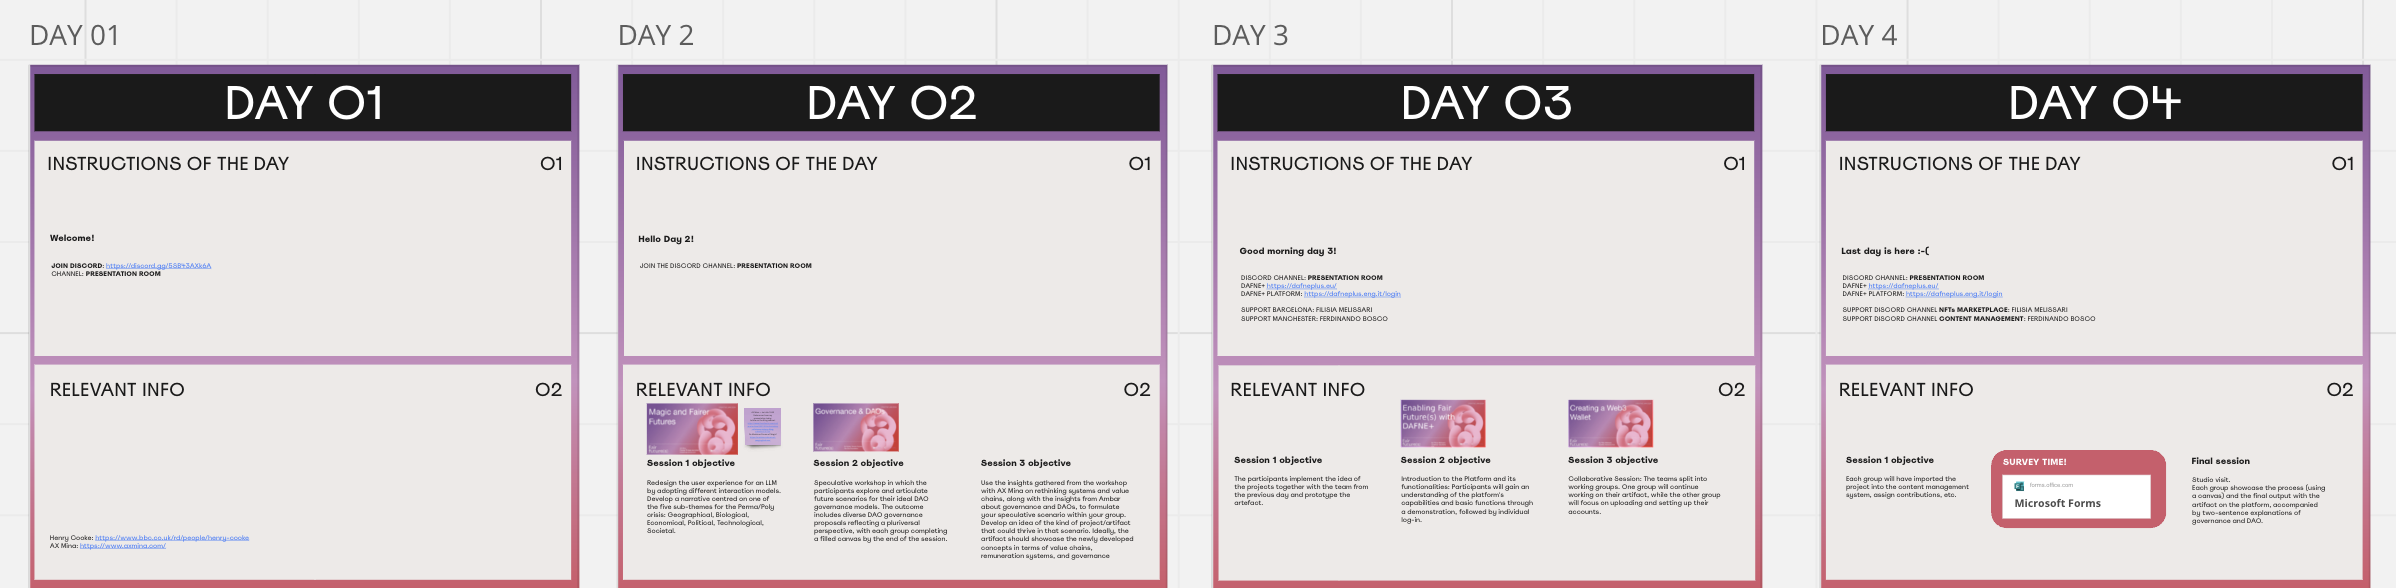 DAY 01
DAY 01
INSTRUCTIONS OF THE DAY
01
Welcome!
JOIN DISCORD: https://discord.gg/5SR43AXk6A
CHANNEL: PRESENTATION ROOM
RELEVANT INFO
02
Henry Cooke: https://www.bbc.co.uk/rd/people/henry-cooke
AX Mina: https://www.axmina.com/
DAY 2
DAY 02
INSTRUCTIONS OF THE DAY
01
Hello Day 2!
JOIN THE DISCORD CHANNEL: PRESENTATION ROOM
RELEVANT INFO
02
Magic and Fairer
Futures
Governance & DAOs
Session 1 objective
Redesign the user experience for an LLM
by adopting different interaction models.
Develop a narrative centred on one of
the five sub-themes for the Perma/Poly
crisis: Geographical, Biological,
Economical, Political, Technological,
Societal.
Session 2 objective
Speculative workshop in which the
participants explore and articulate
future scenarios for their ideal DAO
governance models. The outcome
includes diverse DAO governance
proposals reflecting a pluriversal
perspective, with each group completing
a filled canvas by the end of the session.
Session 3 objective
Use the insights gathered from the workshop
with AX Mina on rethinking systems and value
chains, along with the insights from Ambar
about governance and DAOs, to formulate
your speculative scenario within your group.
Develop an idea of the kind of project/artifact
that could thrive in that scenario. Ideally, the
artifact should showcase the newly developed
concepts in terms of value chains,
remuneration systems, and governance
DAY 3
DAY 03
INSTRUCTIONS OF THE DAY
01
Good morning day 3!
DISCORD CHANNEL: PRESENTATION ROOM
DAFNE+ https://dafneplus.eu/
DAFNE+ PLATFORM: https://dafneplus.eng.it/login
SUPPORT BARCELONA: FILISIA MELISSARI
SUPPORT MANCHESTER: FERDINANDO BOSCO
RELEVANT INFO
02
Enabling Fair
Future(s) with
DAFNE+
Creating a Web3
Wallet
Session 1 objective
The participants implement the idea of
the projects together with the team from
the previous day and prototype the
artefact.
Session 2 objective
Introduction to the Platform and its
functionalities: Participants will gain an
understanding of the platform's
capabilities and basic functions through
a demonstration, followed by individual
log-in.
Session 3 objective
Collaborative Session: The teams split into
working groups. One group will continue
working on their artifact, while the other group
will focus on uploading and setting up their
accounts.
DAY 4
DAY 04
INSTRUCTIONS OF THE DAY
01
Last day is here :-(
DISCORD CHANNEL: PRESENTATION ROOM
DAFNE+ https://dafneplus.eu/
DAFNE+ PLATFORM: https://dafneplus.eng.it/login
SUPPORT DISCORD CHANNEL NFTs MARKETPLACE: FILISIA MELISSARI
SUPPORT DISCORD CHANNEL CONTENT MANAGEMENT: FERDINANDO BOSCO
RELEVANT INFO
02
Session 1 objective
Each group will have imported the
project into the content management
system, assign contributions, etc.
SURVEY TIME!
forms.office.com
Microsoft Forms
Final session
Studio visit.
Each group showcase the process (using
a canvas) and the final output with the
artifact on the platform, accompanied
by two-sentence explanations of
governance and DAO.